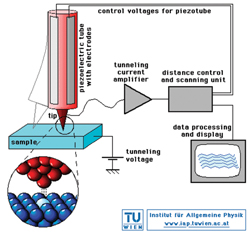 control voltages for piezotube
piezoelectric tube
with electrodes
tunneling
current
amplifier
distance control
and scanning unit
tip
sample
tunneling
voltage
data processing
and display
TU
WIEN
Institut für Allgemeine Physik
www.iap.tuwien.ac.at